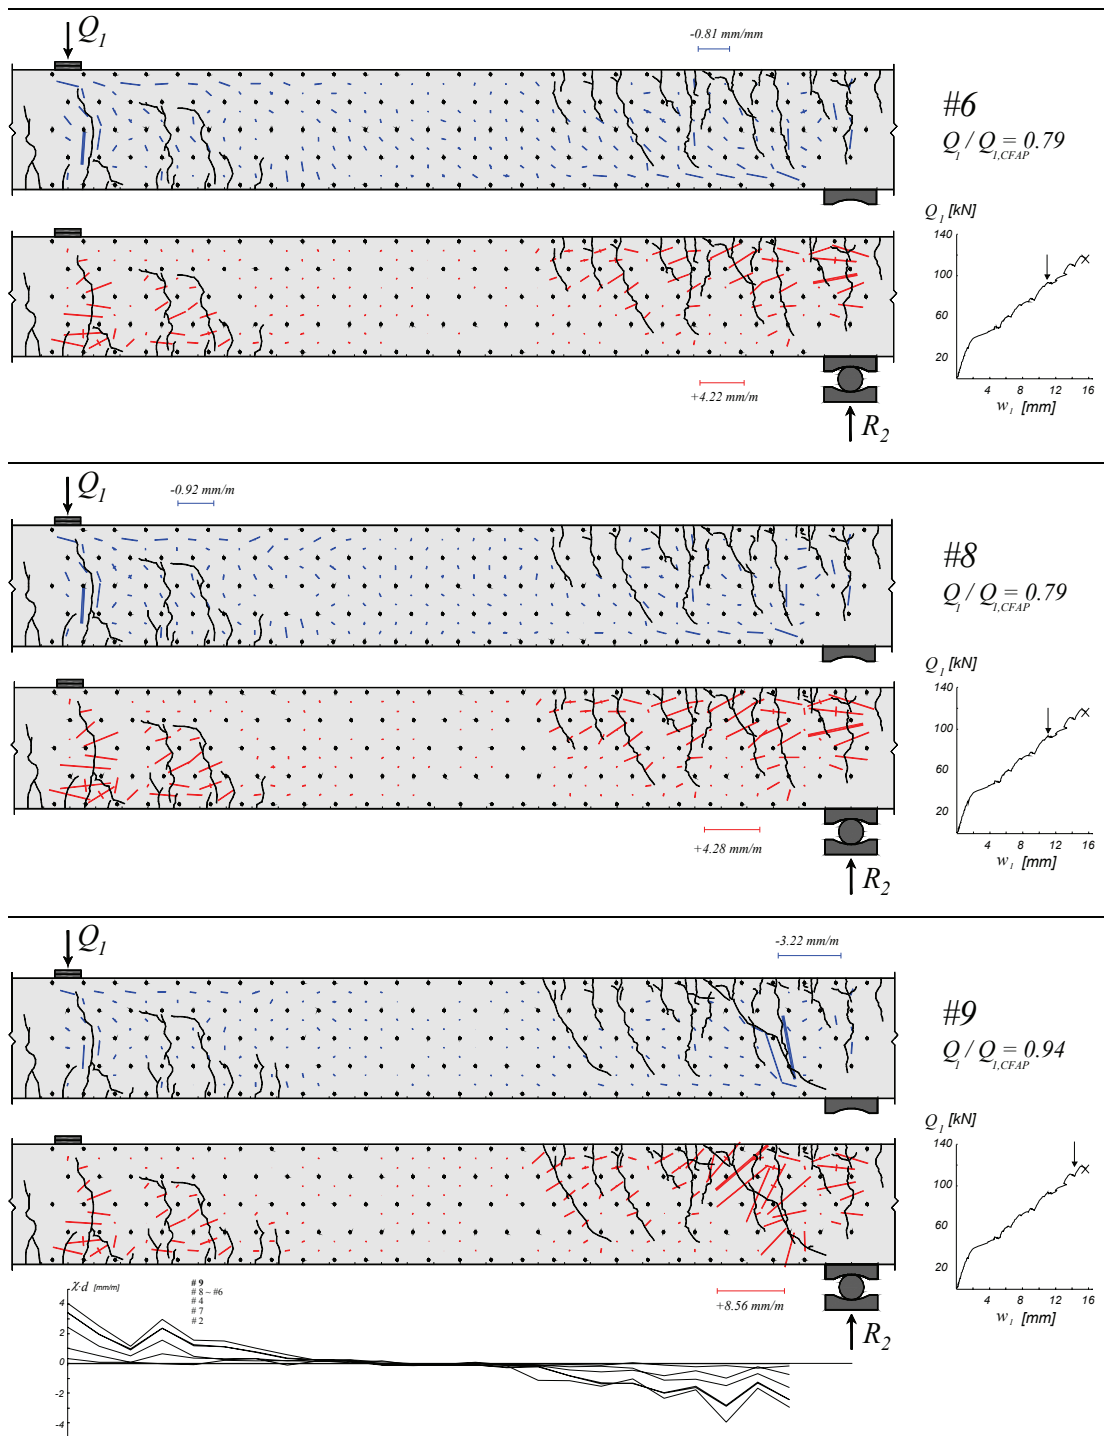 Q1
-0.81 mm/mm
#6
Q1 / Q1,CFAP = 0.79
Q1 [kN]
140
100
60
20
4 8 12 16
w1 [mm]
+4.22 mm/m
R2
Q1
-0.92 mm/m
#8
Q1 / Q1,CFAP = 0.79
Q1 [kN]
140
100
60
20
4 8 12 16
w1 [mm]
+4.28 mm/m
R2
Q1
-3.22 mm/m
#9
Q1 / Q1,CFAP = 0.94
Q1 [kN]
140
100
60
20
4 8 12 16
w1 [mm]
+8.56 mm/m
R2
χ·d [mm/m]
# 9
# 8 – #6
# 4
# 7
# 2
4
2
0
-2
-4